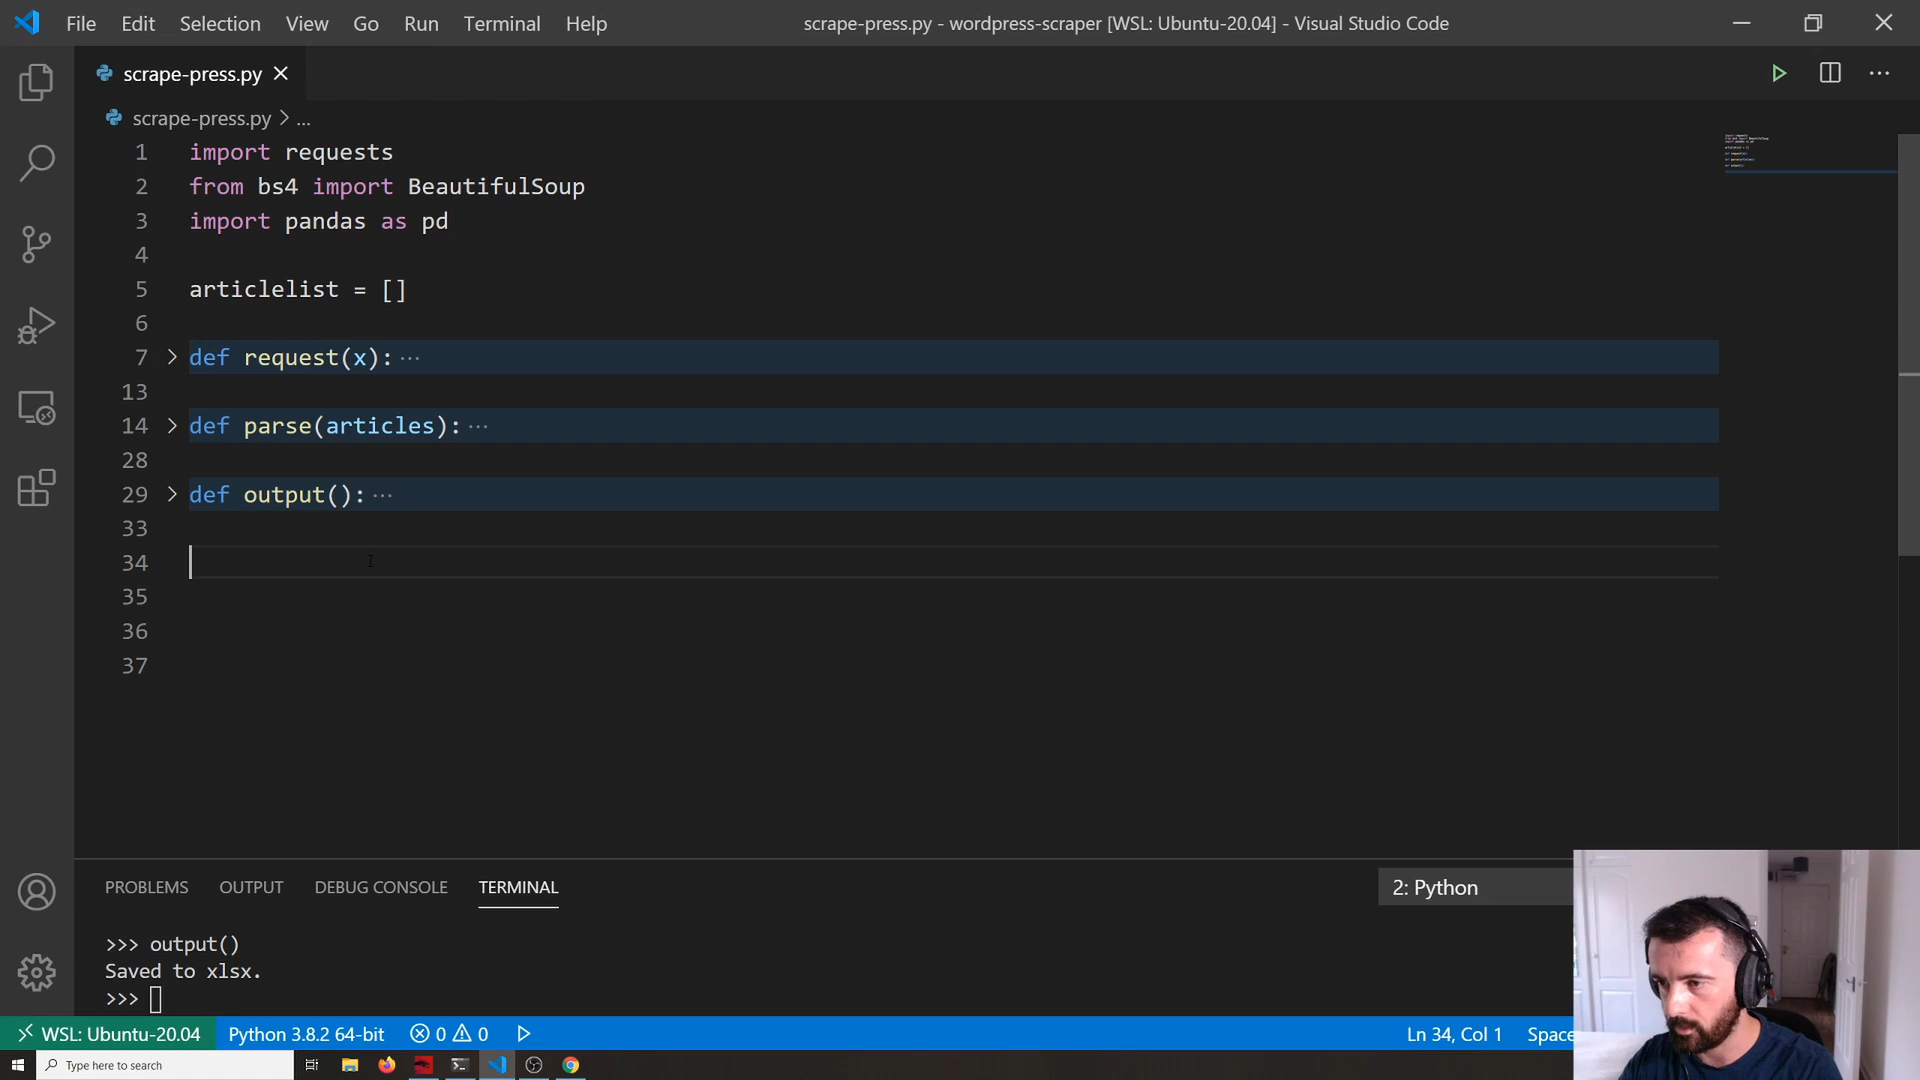 File Edit Selection View Go Run Terminal Help
scrape-press.py - wordpress-scraper [WSL: Ubuntu-20.04] - Visual Studio Code
scrape-press.py
scrape-press.py > ...
1 import requests
2 from bs4 import BeautifulSoup
3 import pandas as pd
4
5 articlelist = []
6
7 def request(x): ...
13
14 def parse(articles): ...
28
29 def output(): ...
33
34
35
36
37
PROBLEMS OUTPUT DEBUG CONSOLE TERMINAL
2: Python
>>> output()
Saved to xlsx.
>>>
WSL: Ubuntu-20.04 Python 3.8.2 64-bit 0 0 Ln 34, Col 1
Type here to search